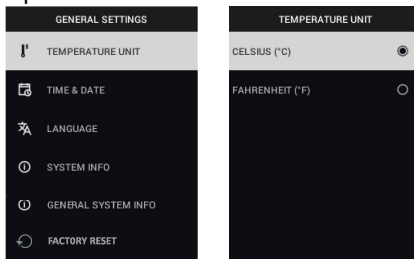 GENERAL SETTINGS
TEMPERATURE UNIT
TIME & DATE
LANGUAGE
SYSTEM INFO
GENERAL SYSTEM INFO
FACTORY RESET
TEMPERATURE UNIT
CELSIUS (°C)
FAHRENHEIT (°F)